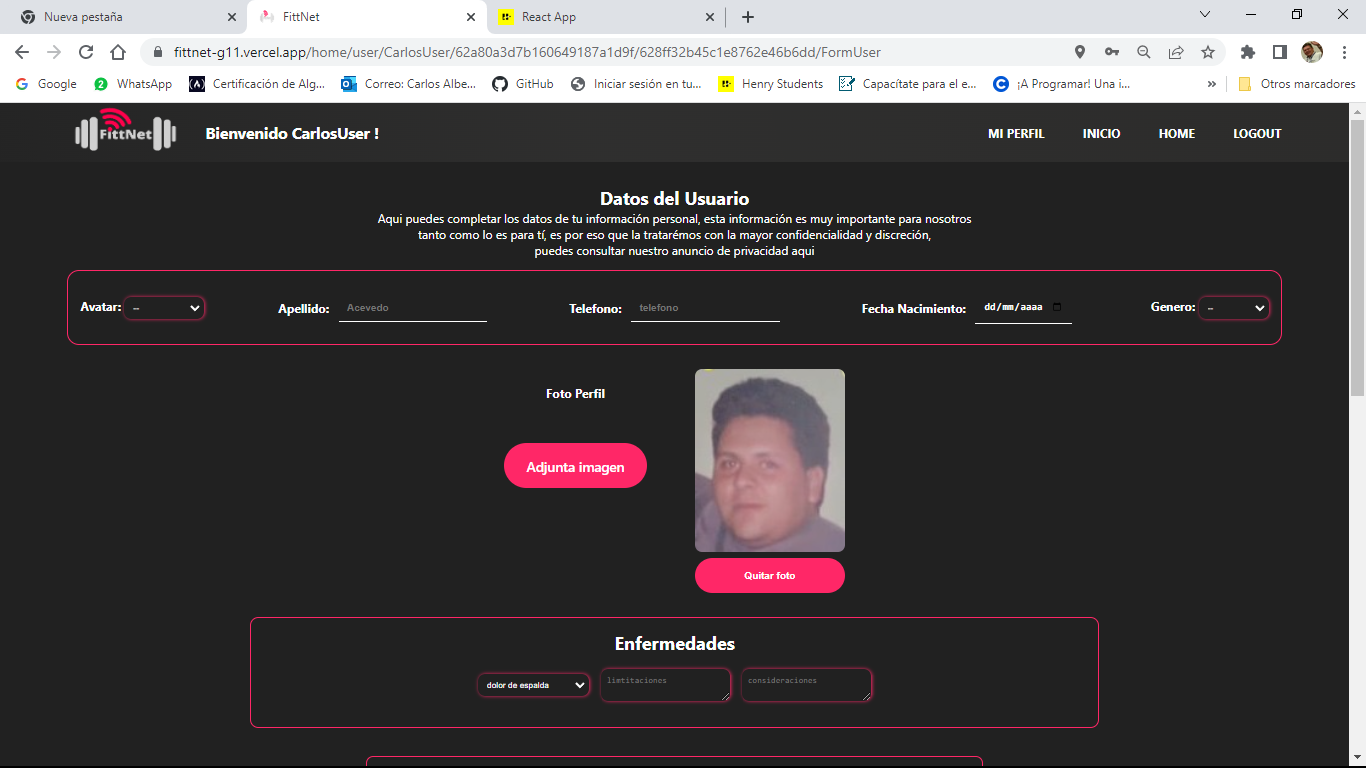 Nueva pestaña
FittNet
React App
fittnet-g11.vercel.app/home/user/CarlosUser/62a80a3d7b160649187a1d9f/628ff32b45c1e8762e46b6dd/FormUser
Google
2
WhatsApp
Certificación de Alg...
Correo: Carlos Albe...
GitHub
Iniciar sesión en tu...
Henry Students
Capacítate para el e...
¡A Programar! Una i...
»
Otros marcadores
FittNet
Bienvenido CarlosUser !
MI PERFIL
INICIO
HOME
LOGOUT
Datos del Usuario
Aqui puedes completar los datos de tu información personal, esta información es muy importante para nosotros
tanto como lo es para tí, es por eso que la tratarémos con la mayor confidencialidad y discreción,
puedes consultar nuestro anuncio de privacidad aqui
Avatar: --
Apellido: Acevedo
Telefono: telefono
Fecha Nacimiento: dd/mm/aaaa
Genero: --
Foto Perfil
Adjunta imagen
Quitar foto
Enfermedades
dolor de espalda
limtitaciones
consideraciones